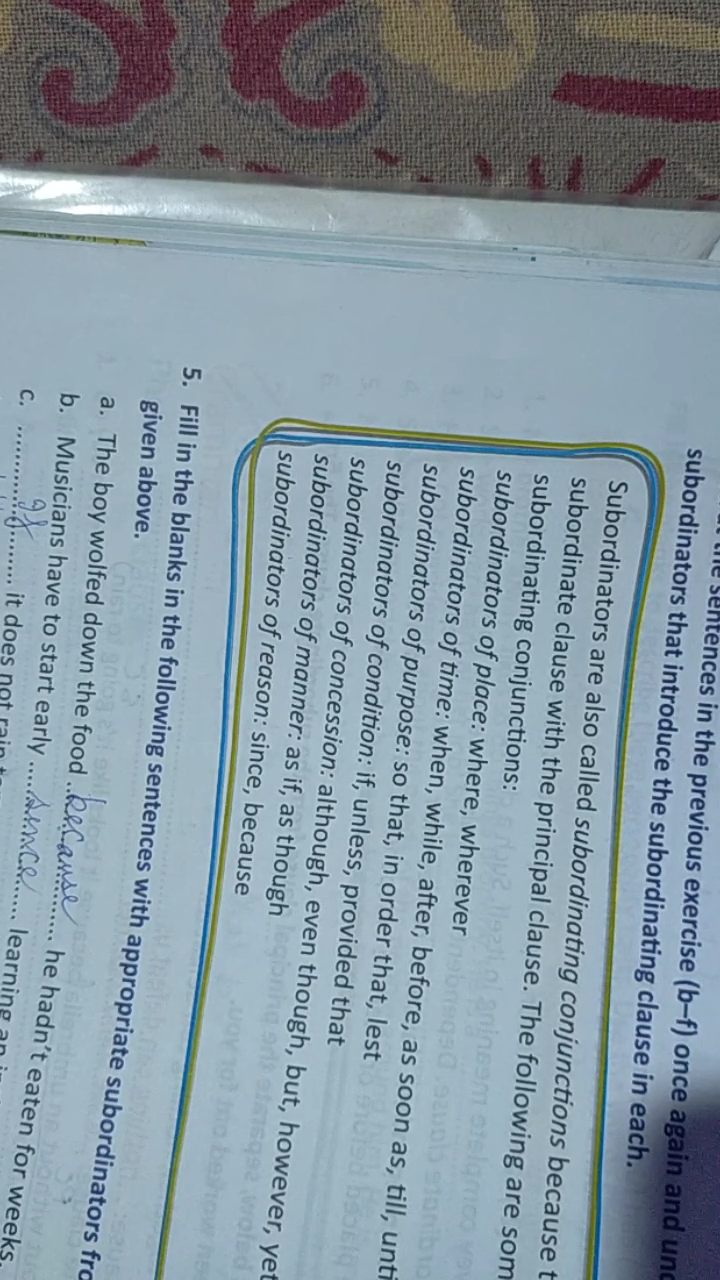 the sentences in the previous exercise (b–f) once again and
subordinators that introduce the subordinating clause in each.
Subordinators are also called subordinating conjunctions because
subordinate clause with the principal clause. The following are
subordinating conjunctions:
subordinators of place: where, wherever
subordinators of time: when, while, after, before, as soon as, till,
subordinators of purpose: so that, in order that, lest
subordinators of condition: if, unless, provided that
subordinators of concession: although, even though, but, however, yet
subordinators of manner: as if, as though
subordinators of reason: since, because
5. Fill in the blanks in the following sentences with appropriate subordinators
given above.
a. The boy wolfed down the food ..because.......... he hadn't eaten for weeks.
b. Musicians have to start early ....since........ learning an
c. ............If......... it does not rain